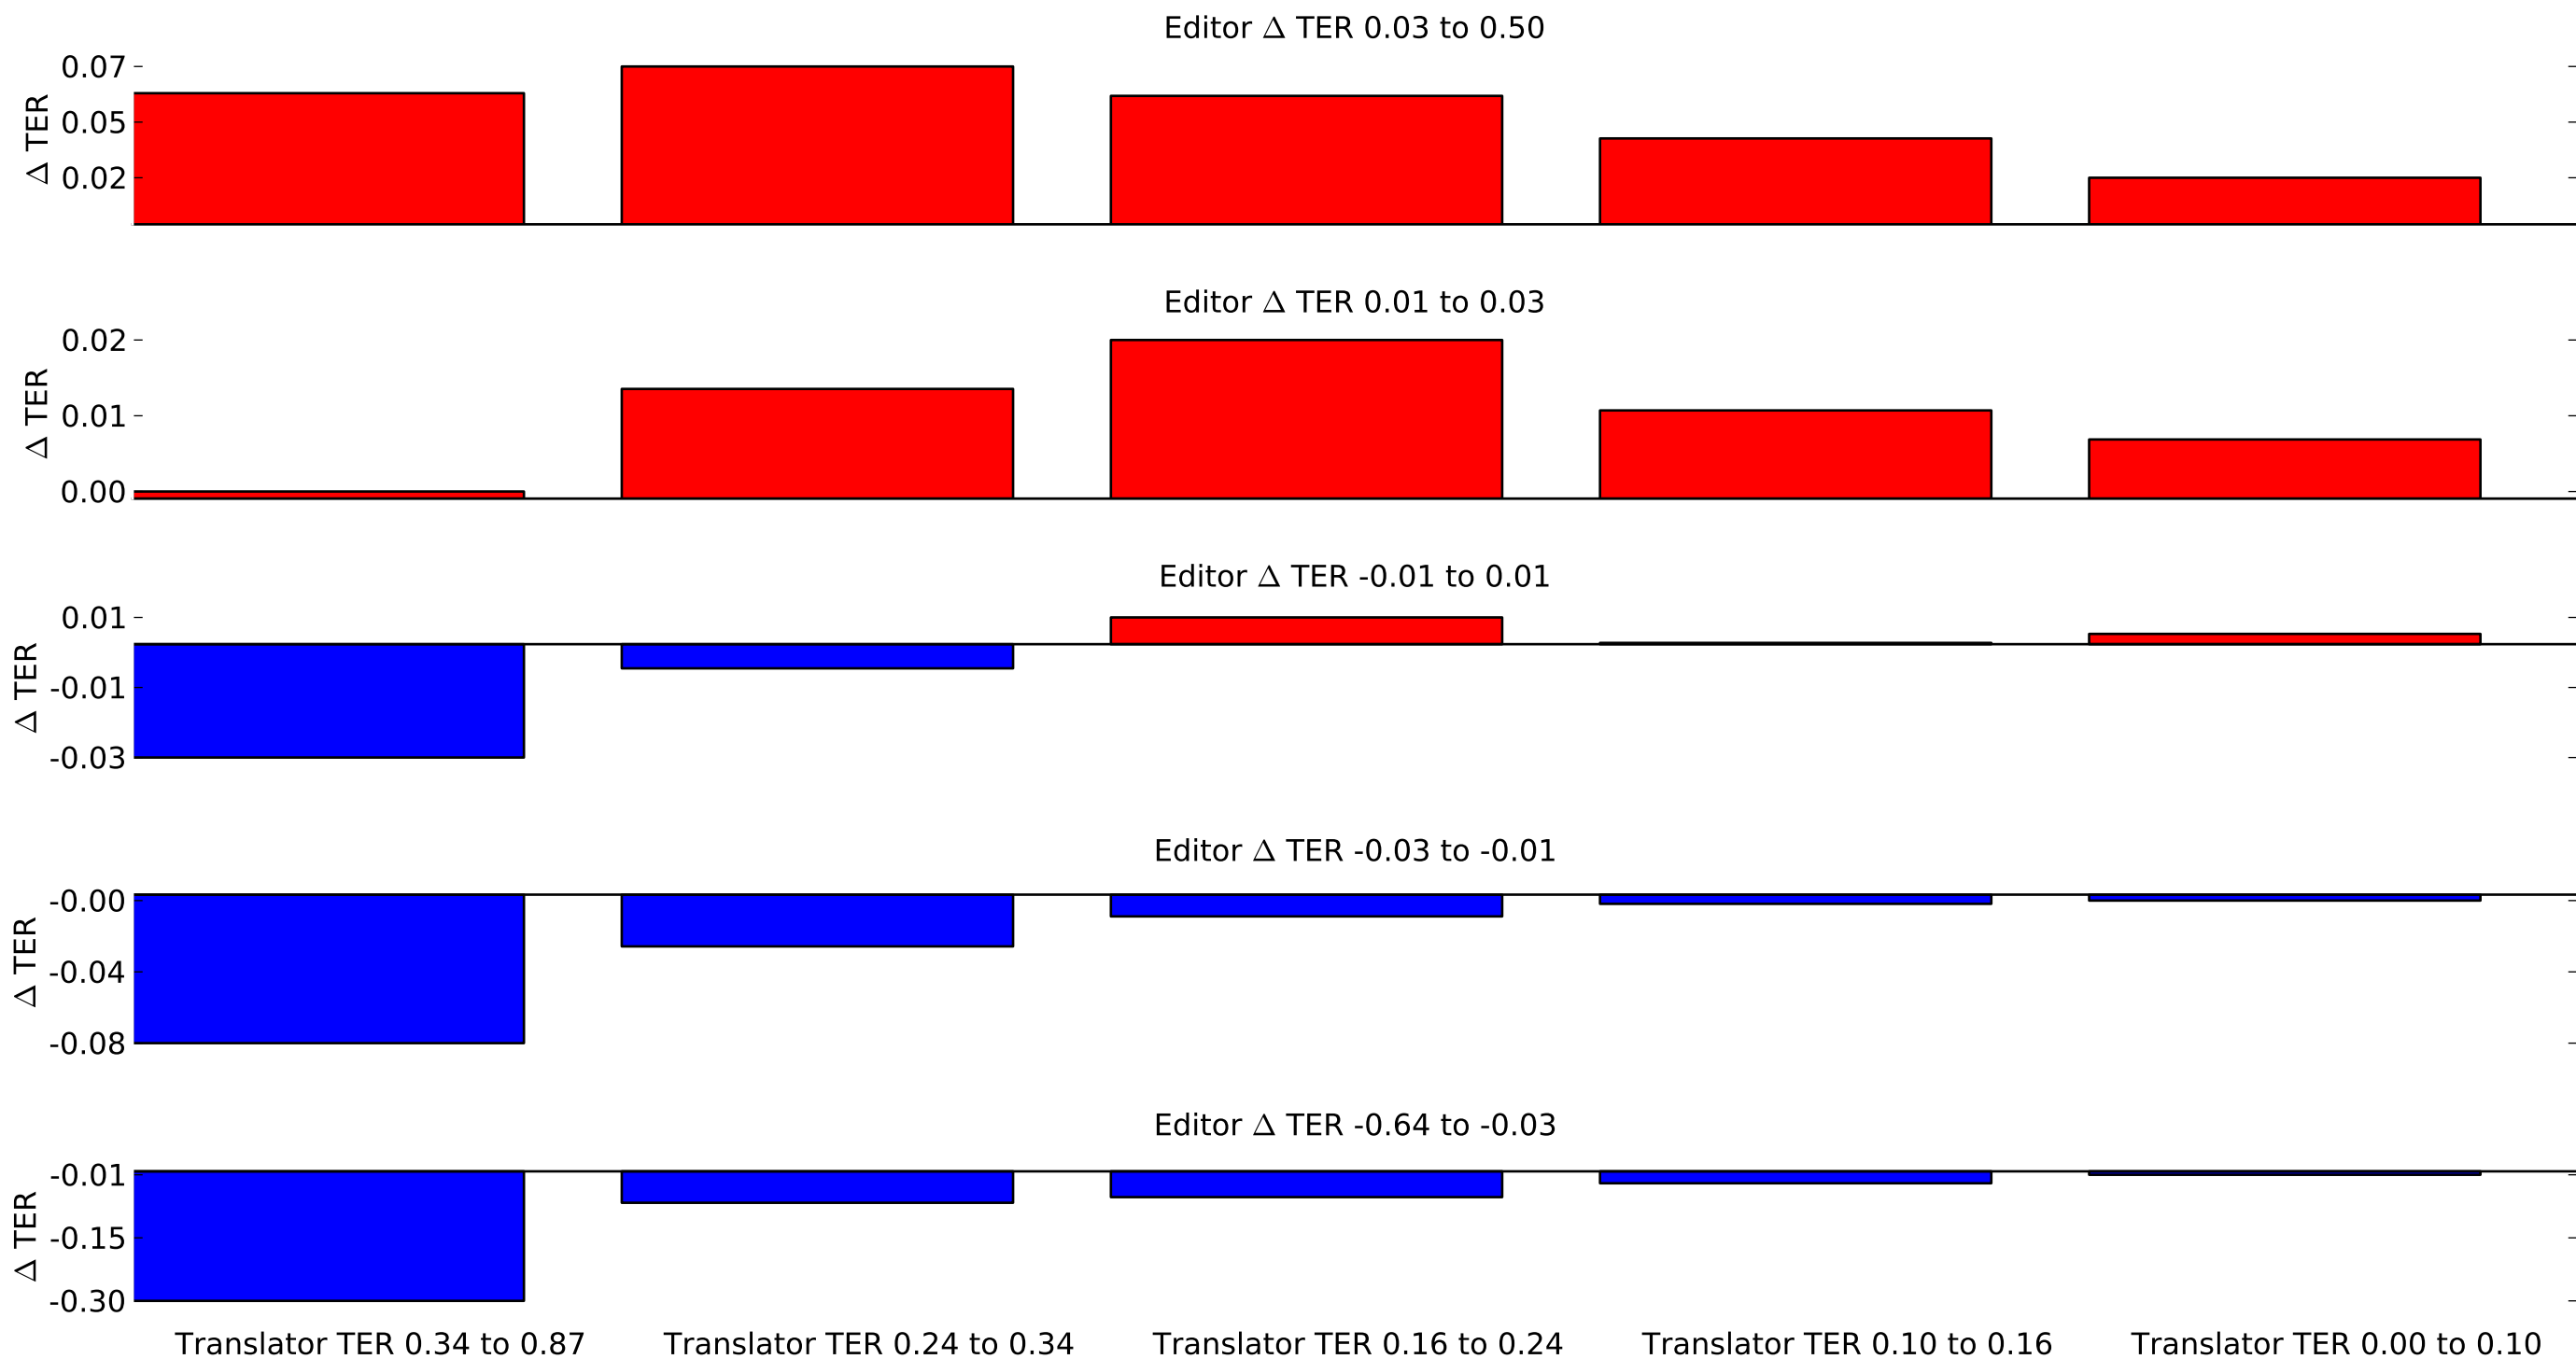 Editor Δ TER 0.03 to 0.50
0.07
0.05
0.02
Δ TER
Editor Δ TER 0.01 to 0.03
0.02
0.01
0.00
Δ TER
Editor Δ TER -0.01 to 0.01
0.01
-0.01
-0.03
Δ TER
Editor Δ TER -0.03 to -0.01
-0.00
-0.04
-0.08
Δ TER
Editor Δ TER -0.64 to -0.03
-0.01
-0.15
-0.30
Δ TER
Translator TER 0.34 to 0.87
Translator TER 0.24 to 0.34
Translator TER 0.16 to 0.24
Translator TER 0.10 to 0.16
Translator TER 0.00 to 0.10